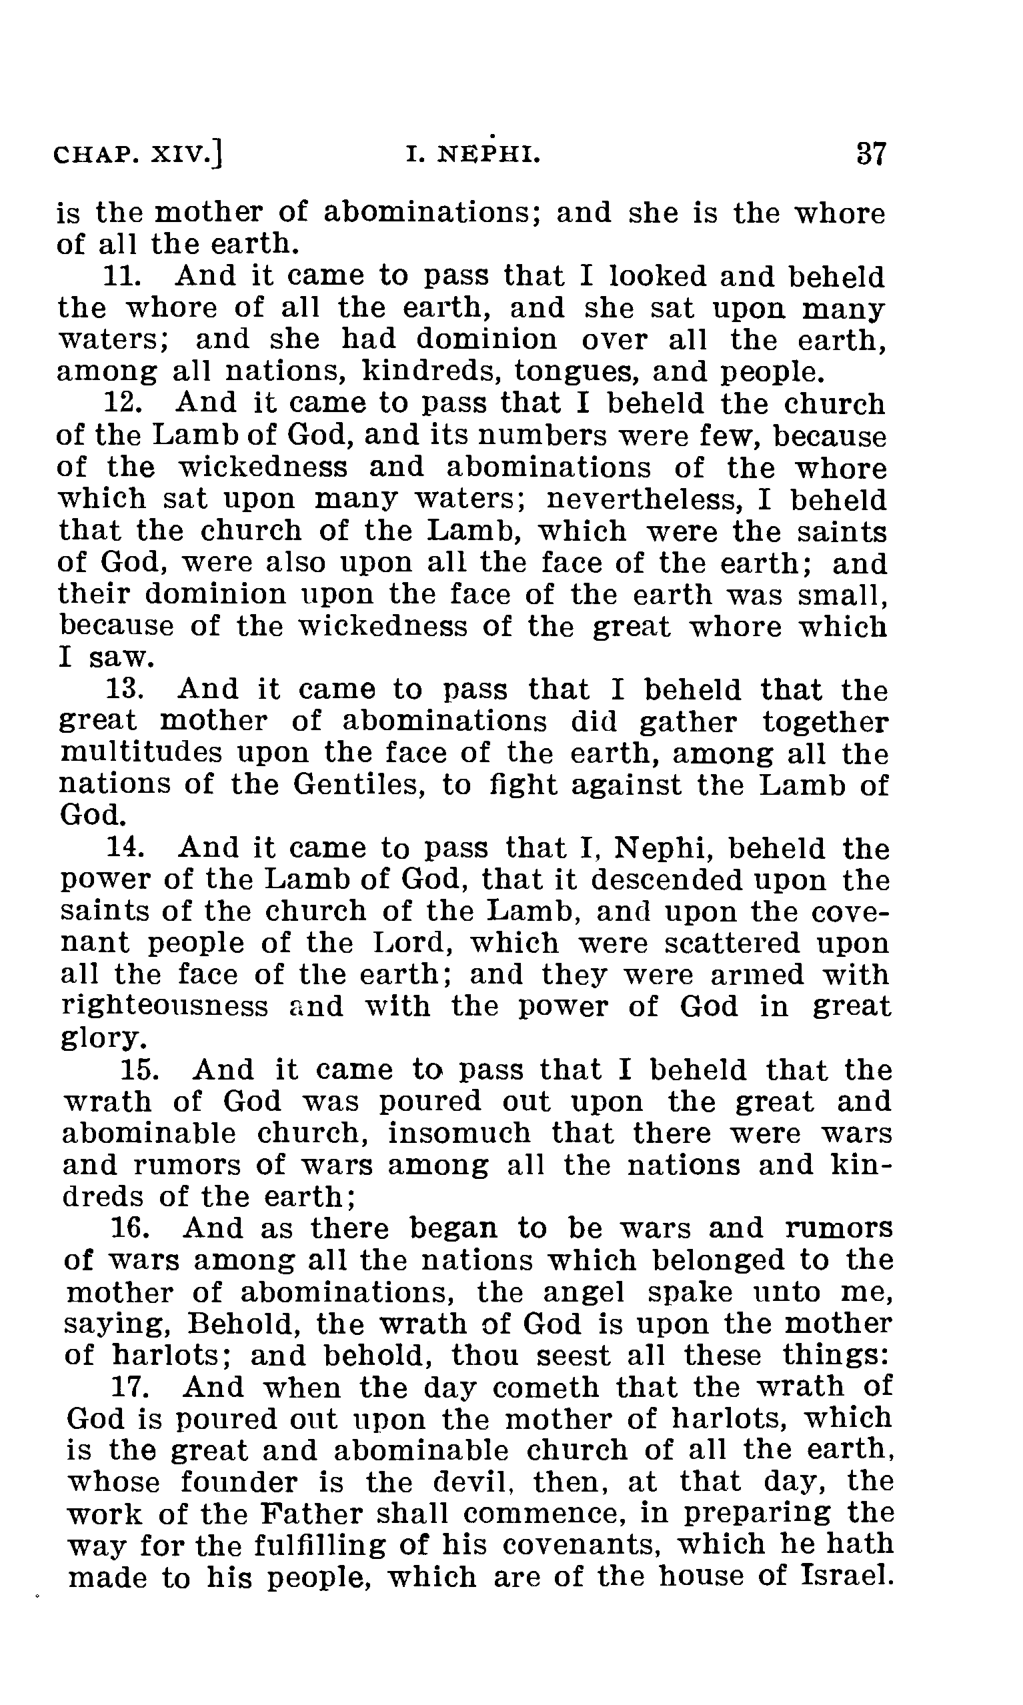 CHAP. XIV.] I. NEPHI. 37
is the mother of abominations; and she is the whore
of all the earth.
11. And it came to pass that I looked and beheld
the whore of all the earth, and she sat upon many
waters; and she had dominion over all the earth,
among all nations, kindreds, tongues, and people.
12. And it came to pass that I beheld the church
of the Lamb of God, and its numbers were few, because
of the wickedness and abominations of the whore
which sat upon many waters; nevertheless, I beheld
that the church of the Lamb, which were the saints
of God, were also upon all the face of the earth; and
their dominion upon the face of the earth was small,
because of the wickedness of the great whore which
I saw.
13. And it came to pass that I beheld that the
great mother of abominations did gather together
multitudes upon the face of the earth, among all the
nations of the Gentiles, to fight against the Lamb of
God.
14. And it came to pass that I, Nephi, beheld the
power of the Lamb of God, that it descended upon the
saints of the church of the Lamb, and upon the cove-
nant people of the Lord, which were scattered upon
all the face of the earth; and they were armed with
righteousness and with the power of God in great
glory.
15. And it came to pass that I beheld that the
wrath of God was poured out upon the great and
abominable church, insomuch that there were wars
and rumors of wars among all the nations and kin-
dreds of the earth;
16. And as there began to be wars and rumors
of wars among all the nations which belonged to the
mother of abominations, the angel spake unto me,
saying, Behold, the wrath of God is upon the mother
of harlots; and behold, thou seest all these things:
17. And when the day cometh that the wrath of
God is poured out upon the mother of harlots, which
is the great and abominable church of all the earth,
whose founder is the devil, then, at that day, the
work of the Father shall commence, in preparing the
way for the fulfilling of his covenants, which he hath
made to his people, which are of the house of Israel.